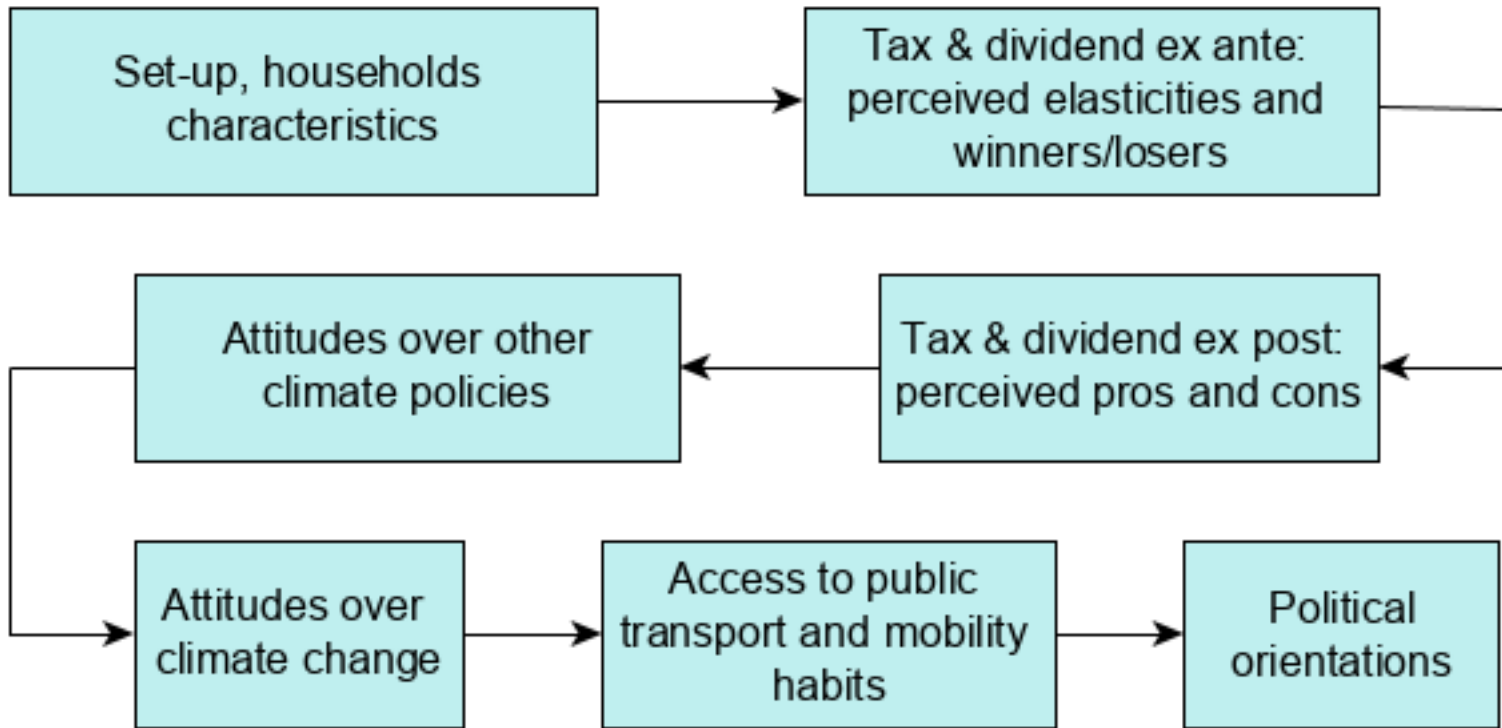 Set-up, households
characteristics
Tax & dividend ex ante:
perceived elasticities and
winners/losers
Tax & dividend ex post:
perceived pros and cons
Attitudes over other
climate policies
Attitudes over
climate change
Access to public
transport and mobility
habits
Political
orientations